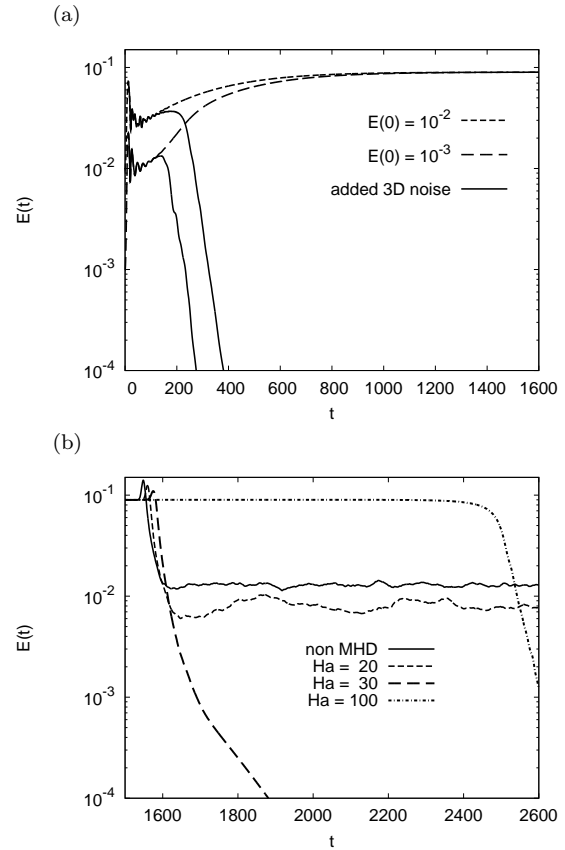 (a)
10⁻¹
10⁻²
10⁻³
10⁻⁴
E(t)
E(0) = 10⁻²
E(0) = 10⁻³
added 3D noise
0 200 400 600 800 1000 1200 1400 1600
t
(b)
10⁻¹
10⁻²
10⁻³
10⁻⁴
E(t)
non MHD
Ha = 20
Ha = 30
Ha = 100
1600 1800 2000 2200 2400 2600
t